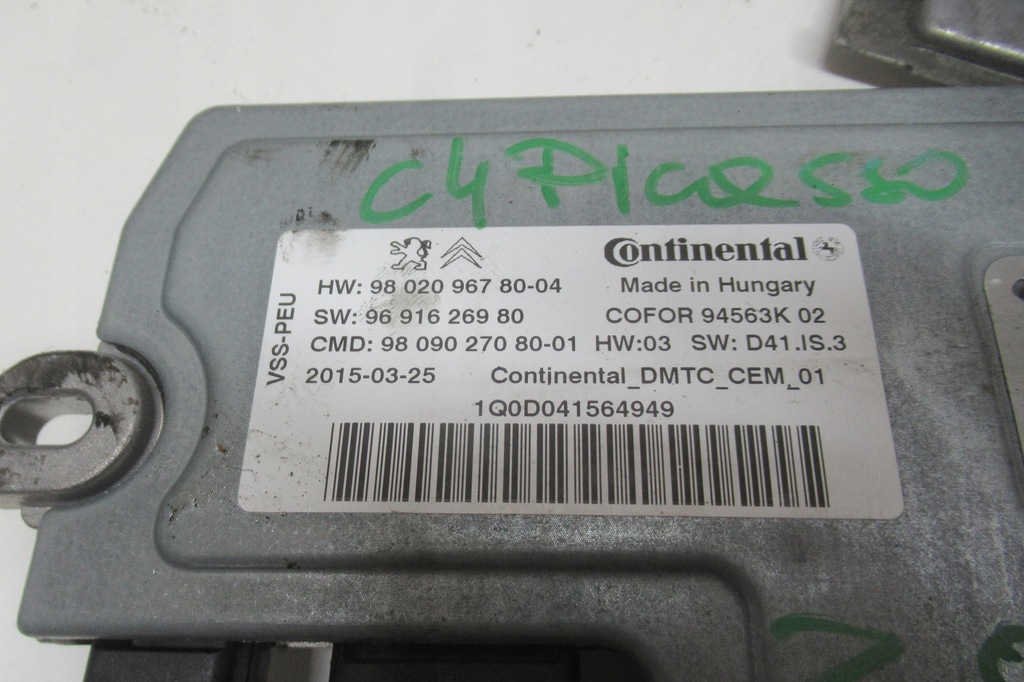 C4 PIcasso
Continental
HW: 98 020 967 80-04 Made in Hungary
SW: 96 916 269 80 COFOR 94563K 02
CMD: 98 090 270 80-01 HW:03 SW: D41.IS.3
2015-03-25 Continental_DMTC_CEM_01
1Q0D041564949
VSS-PEU